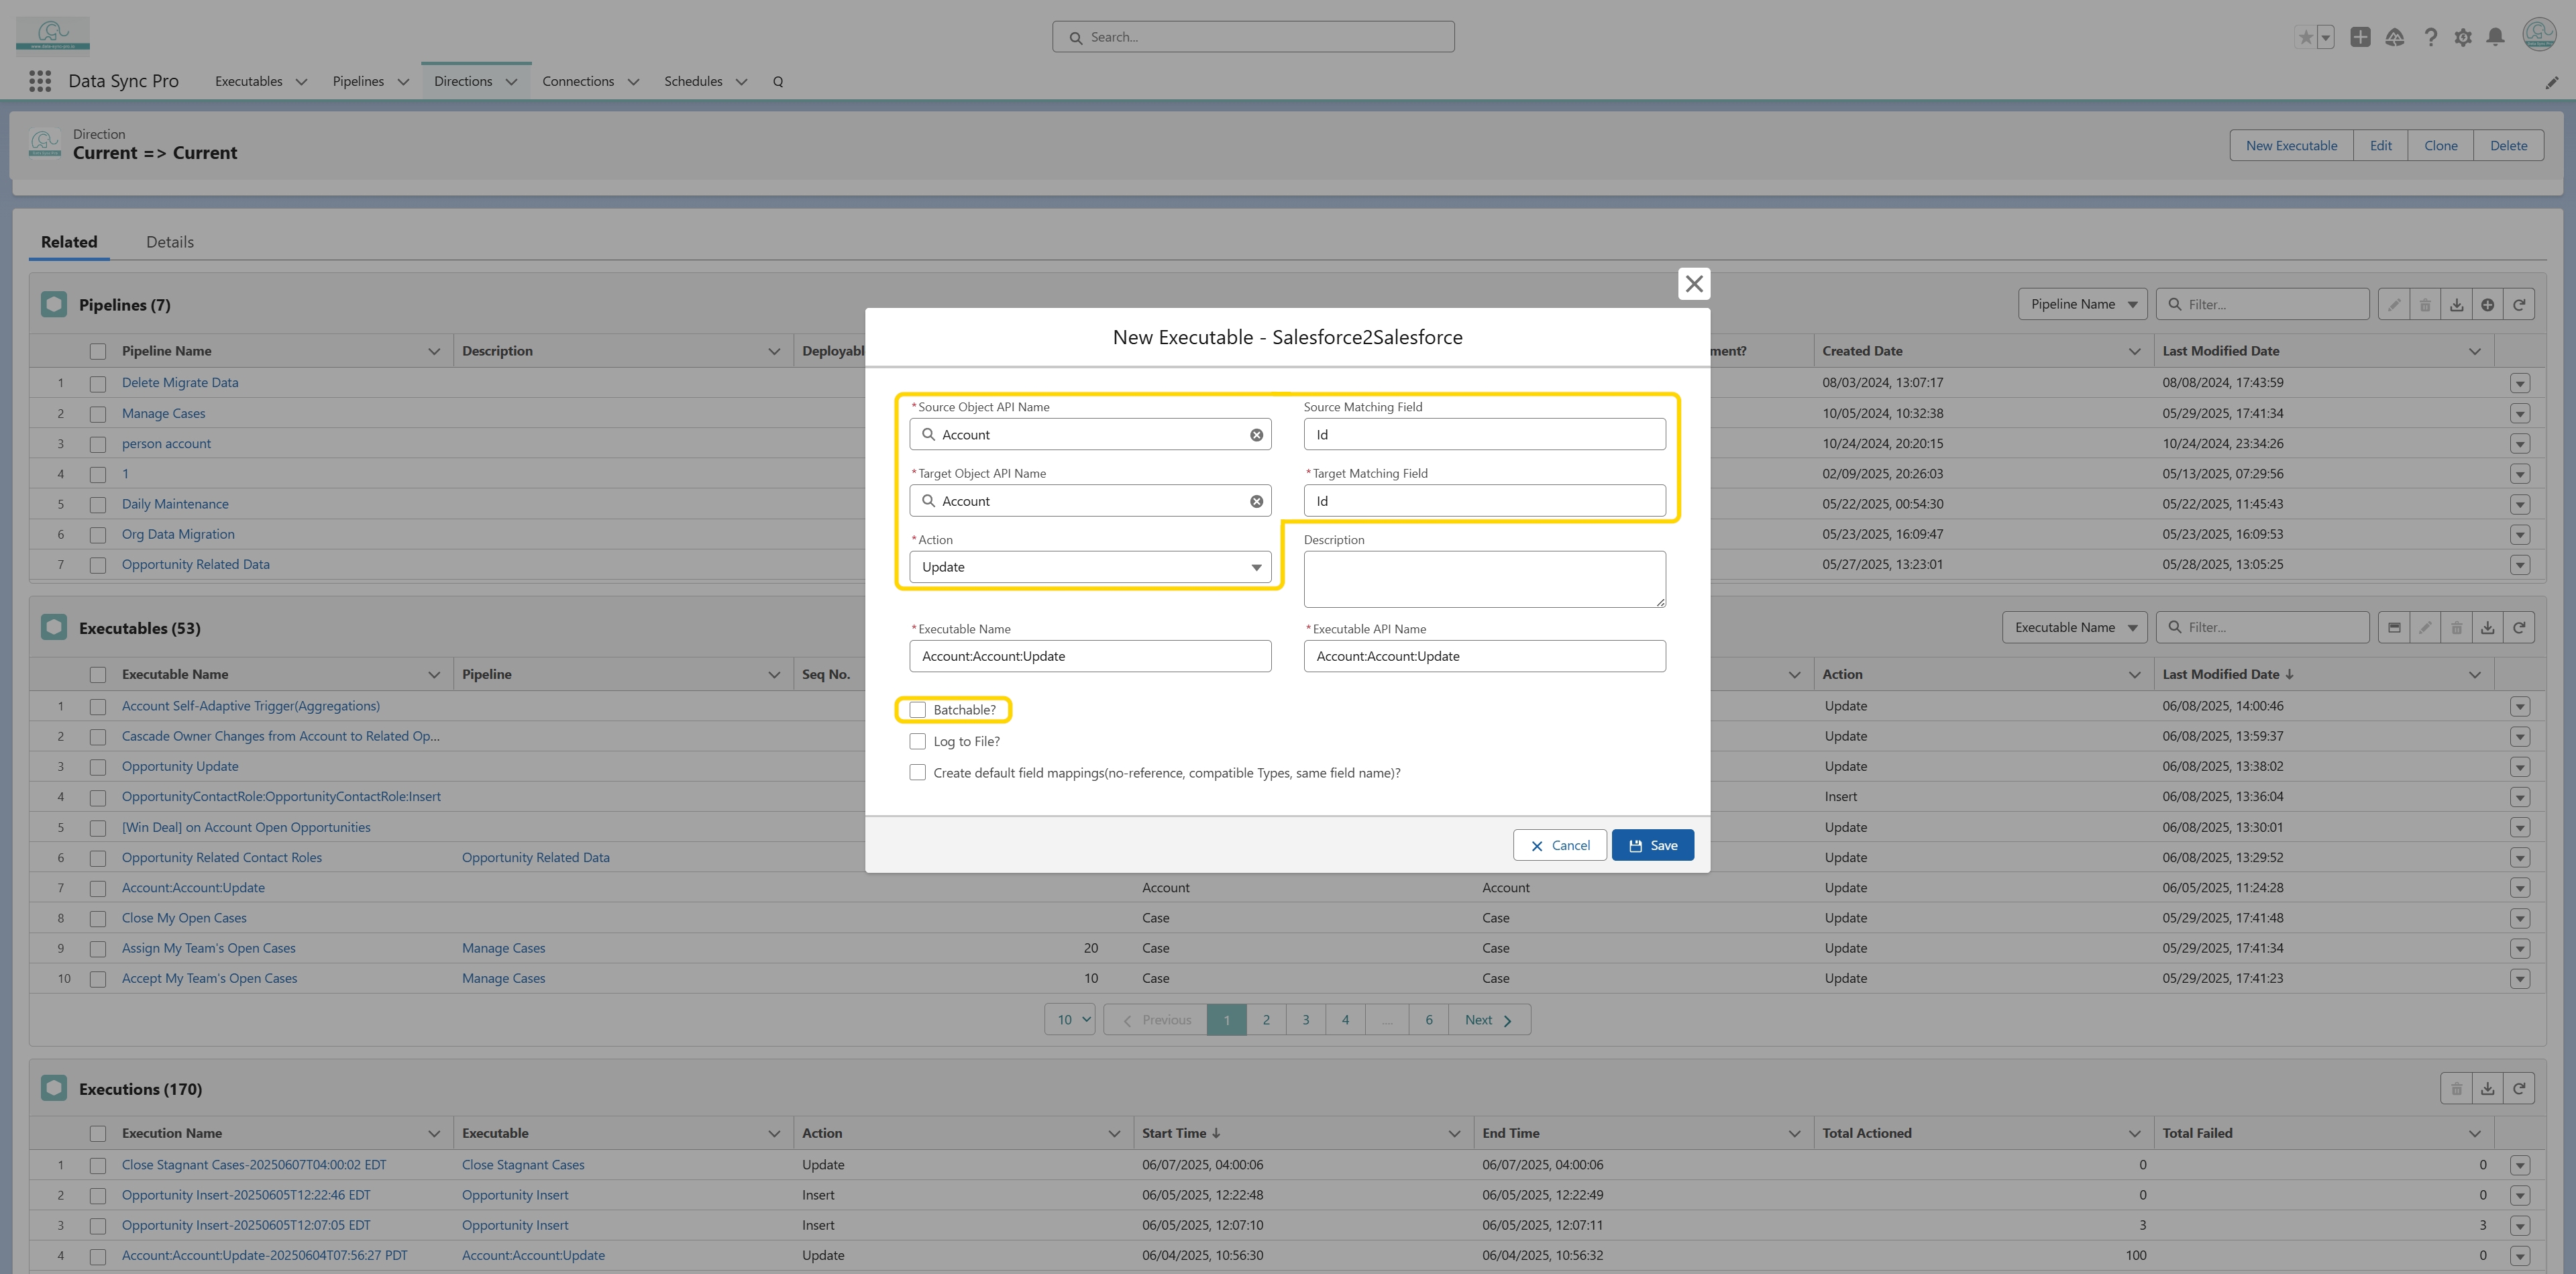 Search...
www.data-sync-pro.co
Data Sync Pro
Executables
Pipelines
Directions
Connections
Schedules
Q
Direction
Current => Current
New Executable
Edit
Clone
Delete
Related
Details
Pipelines (7)
Pipeline Name
Filter...
Pipeline Name Description Deployabl ment? Created Date Last Modified Date
1 Delete Migrate Data 08/03/2024, 13:07:17 08/08/2024, 17:43:59
2 Manage Cases 10/05/2024, 10:32:38 05/29/2025, 17:41:34
3 person account 10/24/2024, 20:20:15 10/24/2024, 23:34:26
4 1 02/09/2025, 20:26:03 05/13/2025, 07:29:56
5 Daily Maintenance 05/22/2025, 00:54:30 05/22/2025, 11:45:43
6 Org Data Migration 05/23/2025, 16:09:47 05/23/2025, 16:09:53
7 Opportunity Related Data 05/27/2025, 13:23:01 05/28/2025, 13:05:25
New Executable - Salesforce2Salesforce
*Source Object API Name
Account
Source Matching Field
Id
*Target Object API Name
Account
*Target Matching Field
Id
*Action
Update
Description
*Executable Name
Account:Account:Update
*Executable API Name
Account:Account:Update
Batchable?
Log to File?
Create default field mappings(no-reference, compatible Types, same field name)?
Cancel
Save
Executables (53)
Executable Name
Filter...
Executable Name Pipeline Seq No. Action Last Modified Date
1 Account Self-Adaptive Trigger(Aggregations) Update 06/08/2025, 14:00:46
2 Cascade Owner Changes from Account to Related Op... Update 06/08/2025, 13:59:37
3 Opportunity Update Update 06/08/2025, 13:38:02
4 OpportunityContactRole:OpportunityContactRole:Insert Insert 06/08/2025, 13:36:04
5 [Win Deal] on Account Open Opportunities Update 06/08/2025, 13:30:01
6 Opportunity Related Contact Roles Opportunity Related Data Update 06/08/2025, 13:29:52
7 Account:Account:Update Account Account Update 06/05/2025, 11:24:28
8 Close My Open Cases Case Case Update 05/29/2025, 17:41:48
9 Assign My Team's Open Cases Manage Cases 20 Case Case Update 05/29/2025, 17:41:34
10 Accept My Team's Open Cases Manage Cases 10 Case Case Update 05/29/2025, 17:41:23
10 Previous 1 2 3 4 ... 6 Next
Executions (170)
Execution Name Executable Action Start Time End Time Total Actioned Total Failed
1 Close Stagnant Cases-20250607T04:00:02 EDT Close Stagnant Cases Update 06/07/2025, 04:00:06 06/07/2025, 04:00:06 0 0
2 Opportunity Insert-20250605T12:22:46 EDT Opportunity Insert Insert 06/05/2025, 12:22:48 06/05/2025, 12:22:49 0 0
3 Opportunity Insert-20250605T12:07:05 EDT Opportunity Insert Insert 06/05/2025, 12:07:10 06/05/2025, 12:07:11 3 3
4 Account:Account:Update-20250604T07:56:27 PDT Account:Account:Update Update 06/04/2025, 10:56:30 06/04/2025, 10:56:32 100 0